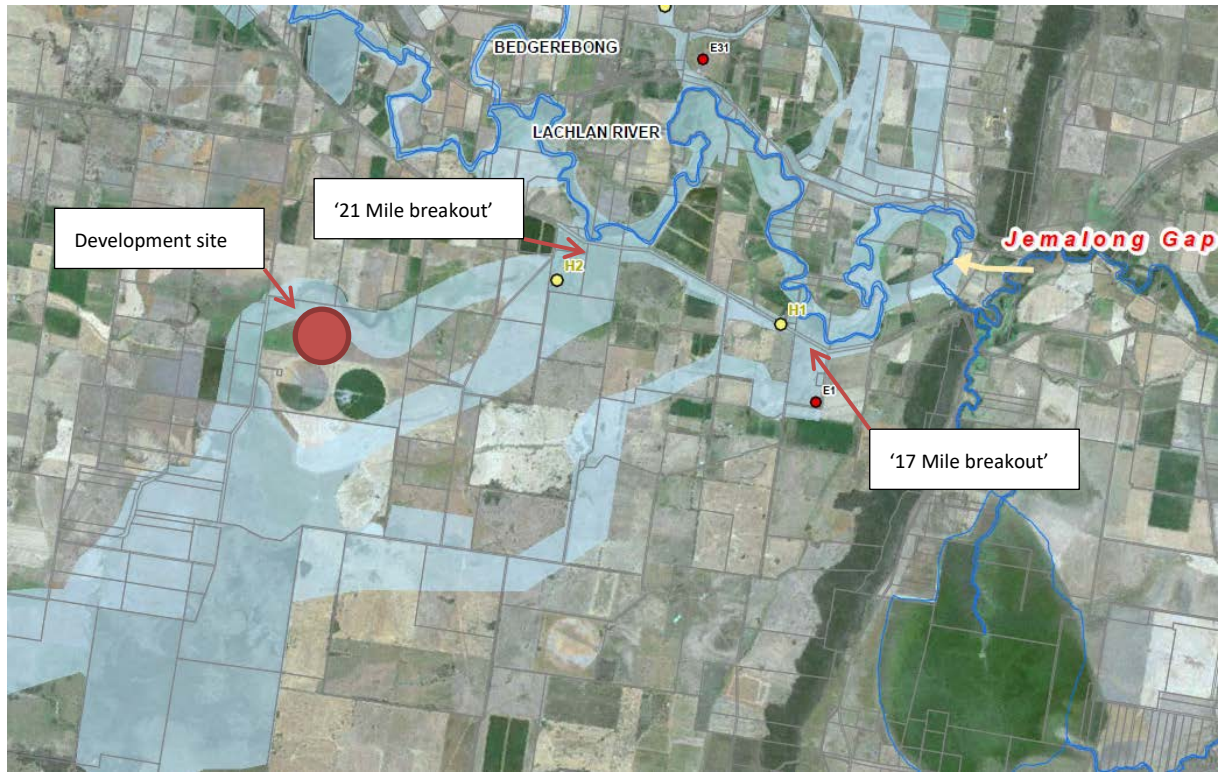 BEDGEREBONG
E31
LACHLAN RIVER
‘21 Mile breakout’
Development site
Jemalong Gap
H2
H1
E1
‘17 Mile breakout’